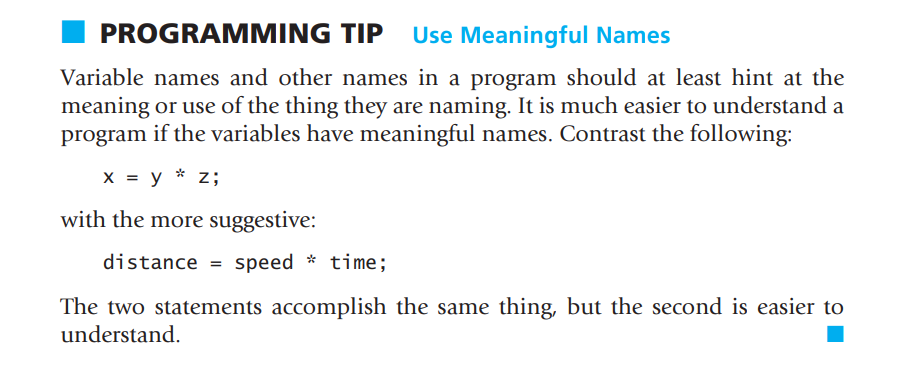 PROGRAMMING TIP Use Meaningful Names
Variable names and other names in a program should at least hint at the
meaning or use of the thing they are naming. It is much easier to understand a
program if the variables have meaningful names. Contrast the following:
x = y * z;
with the more suggestive:
distance = speed * time;
The two statements accomplish the same thing, but the second is easier to
understand.